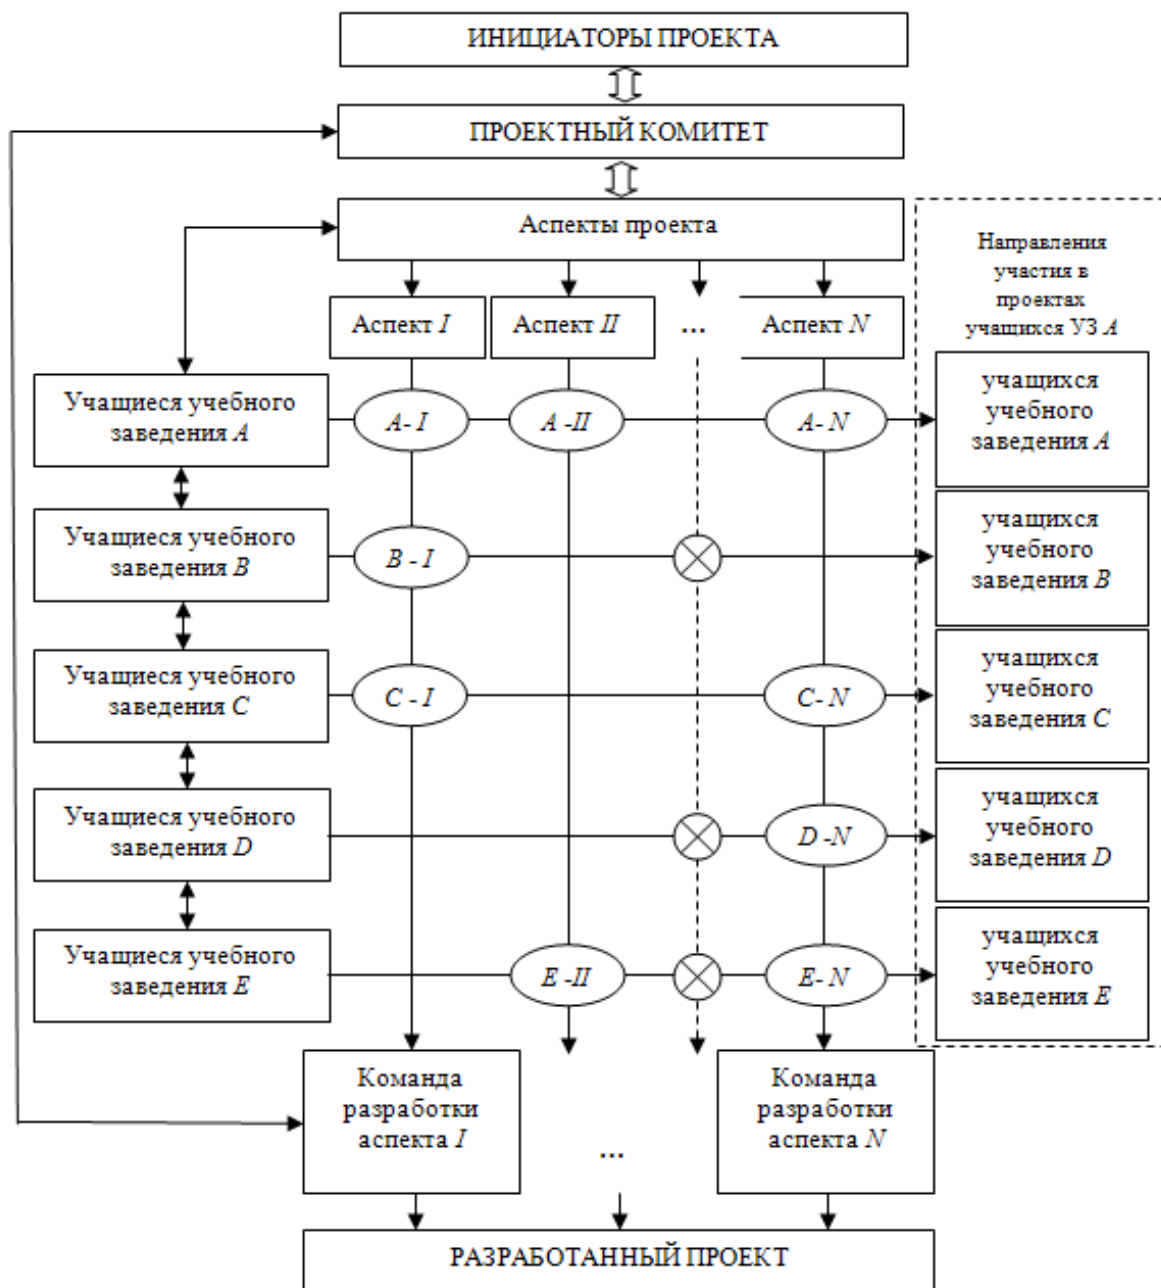 ИНИЦИАТОРЫ ПРОЕКТА
ПРОЕКТНЫЙ КОМИТЕТ
Аспекты проекта
Направления
участия в
проектах
учащихся УЗ A
Аспект I
Аспект II
...
Аспект N
Учащиеся учебного
заведения A
A- I
A -II
A- N
учащихся
учебного
заведения A
Учащиеся учебного
заведения B
B - I
учащихся
учебного
заведения B
Учащиеся учебного
заведения C
C - I
C- N
учащихся
учебного
заведения C
Учащиеся учебного
заведения D
D -N
учащихся
учебного
заведения D
Учащиеся учебного
заведения E
E -II
E- N
учащихся
учебного
заведения E
Команда
разработки
аспекта I
...
Команда
разработки
аспекта N
РАЗРАБОТАННЫЙ ПРОЕКТ